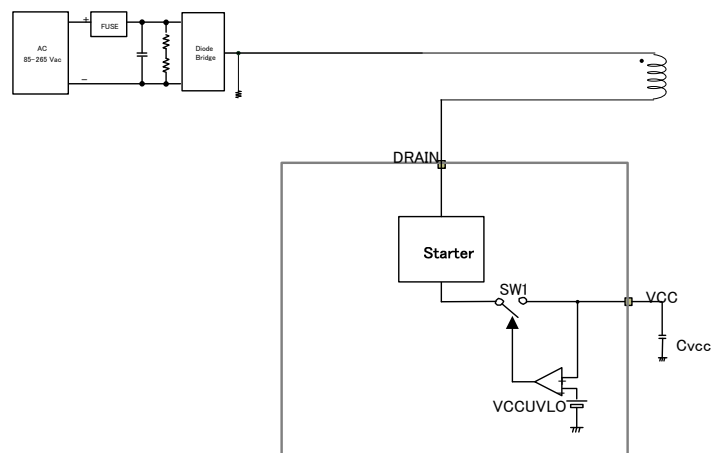 +
FUSE
AC
85-265 Vac
Diode
Bridge
-
DRAIN
Starter
SW1
VCC
Cvcc
+
VCCUVLO